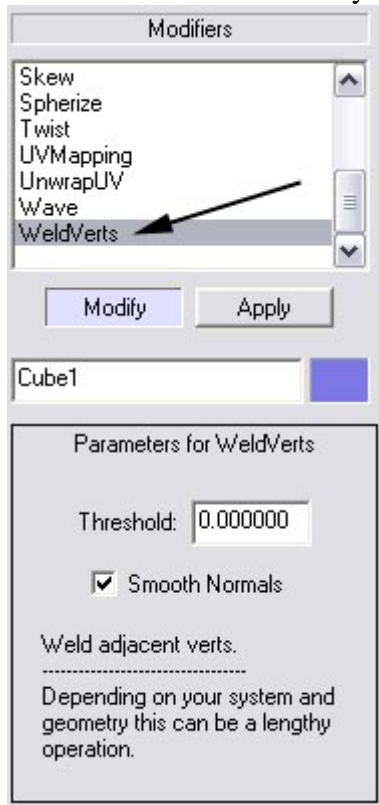 Modifiers
Skew
Spherize
Twist
UVMapping
UnwrapUV
Wave
WeldVerts
Modify Apply
Cube1
Parameters for WeldVerts
Threshold: 0.000000
Smooth Normals
Weld adjacent verts.
------------------------------
Depending on your system and
geometry this can be a lengthy
operation.